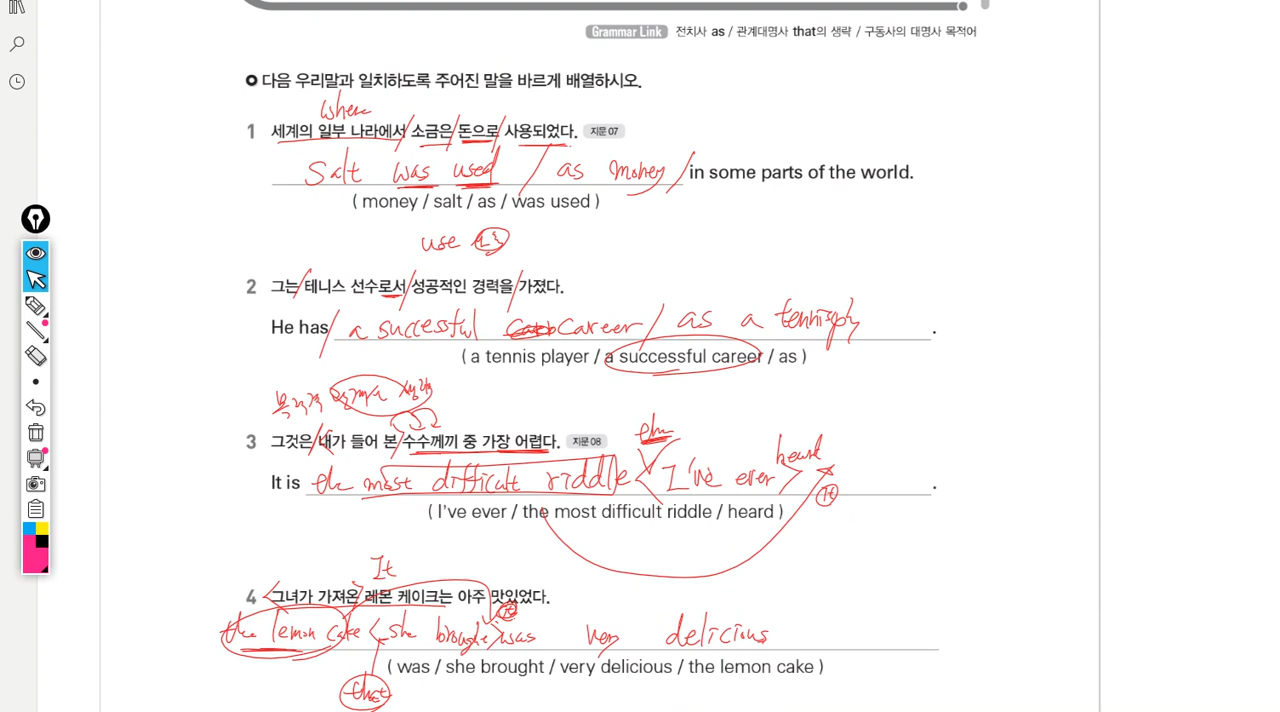 Grammar Link 전치사 as / 관계대명사 that의 생략 / 구동사의 대명사 목적어
다음 우리말과 일치하도록 주어진 말을 바르게 배열하시오.
where
1 세계의 일부 나라에서 / 소금은 / 돈으로 / 사용되었다. 지문 07
Salt was used / as money / in some parts of the world.
( money / salt / as / was used )
use
2 그는 / 테니스 선수로서 / 성공적인 경력을 / 가졌다.
He has / a successful career / as a tennis .
( a tennis player / a successful career / as )
목적격 관계대명사 생략
3 그것은 / 내가 들어 본 수수께끼 중 가장 어렵다. 지문 08
It is the most difficult riddle < I've ever heard > .
( I've ever / the most difficult riddle / heard )
It
4 <그녀가 가져온> 레몬 케이크는 아주 맛있었다.
the lemon cake < she brought > was very delicious
( was / she brought / very delicious / the lemon cake )
that